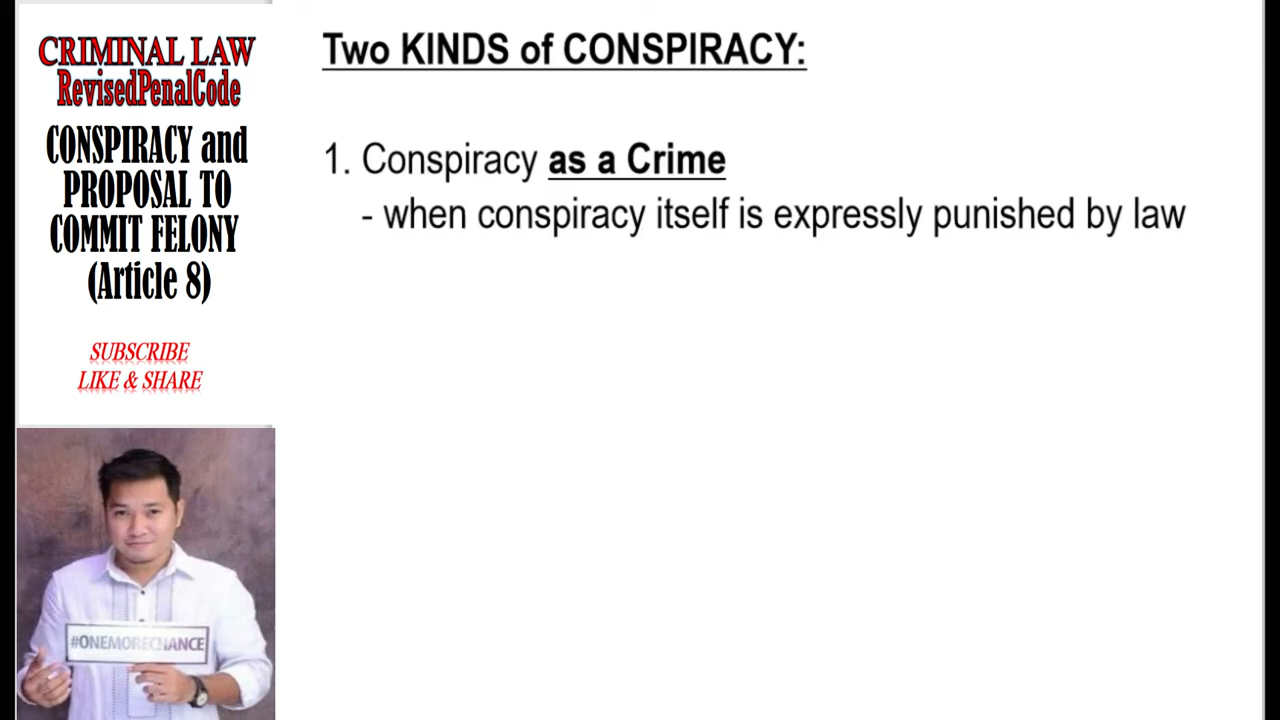 CRIMINAL LAW
RevisedPenalCode
CONSPIRACY and
PROPOSAL TO
COMMIT FELONY
(Article 8)
SUBSCRIBE
LIKE & SHARE
#ONEMORECHANCE
Two KINDS of CONSPIRACY:
1. Conspiracy as a Crime
- when conspiracy itself is expressly punished by law